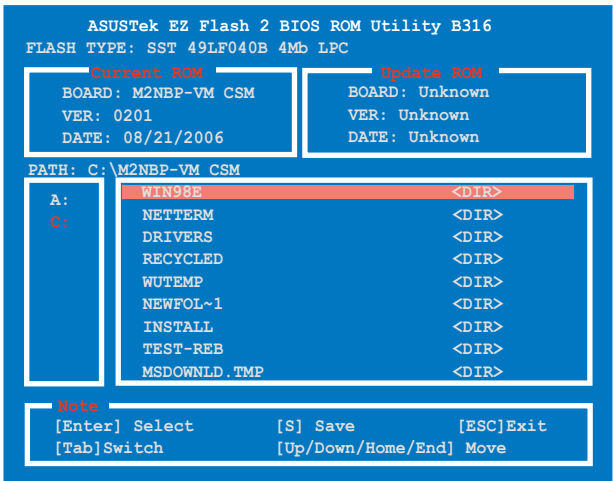 ASUSTek EZ Flash 2 BIOS ROM Utility B316
FLASH TYPE: SST 49LF040B 4Mb LPC
Current ROM
BOARD: M2NBP-VM CSM
VER: 0201
DATE: 08/21/2006
Update ROM
BOARD: Unknown
VER: Unknown
DATE: Unknown
PATH: C:\M2NBP-VM CSM
A:
C:
WIN98E <DIR>
NETTERM <DIR>
DRIVERS <DIR>
RECYCLED <DIR>
WUTEMP <DIR>
NEWFOL~1 <DIR>
INSTALL <DIR>
TEST-REB <DIR>
MSDOWNLD.TMP <DIR>
Note
[Enter] Select [S] Save [ESC]Exit
[Tab]Switch [Up/Down/Home/End] Move